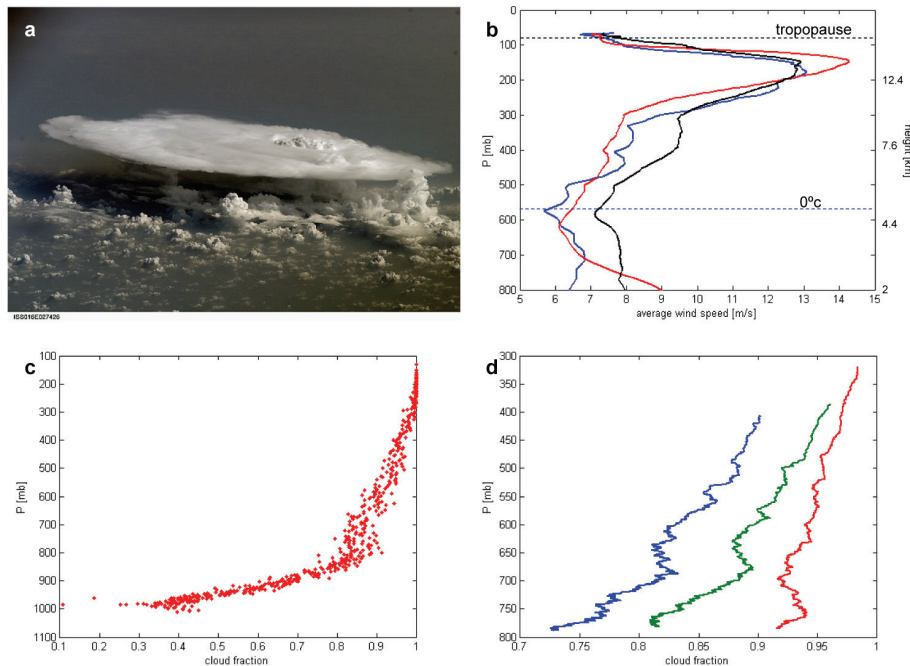 a
ISS016E027426
b
tropopause
0ºc
0
100
200
300
400
500
600
700
800
P [mb]
12.4
7.6
4.4
2
Height [km]
5 6 7 8 9 10 11 12 13 14 15
average wind speed [m/s]
c
100
200
300
400
500
600
700
800
900
1000
1100
P [mb]
0.1 0.2 0.3 0.4 0.5 0.6 0.7 0.8 0.9 1
cloud fraction
d
300
350
400
450
500
550
600
650
700
750
800
P [mb]
0.7 0.75 0.8 0.85 0.9 0.95 1
cloud fraction